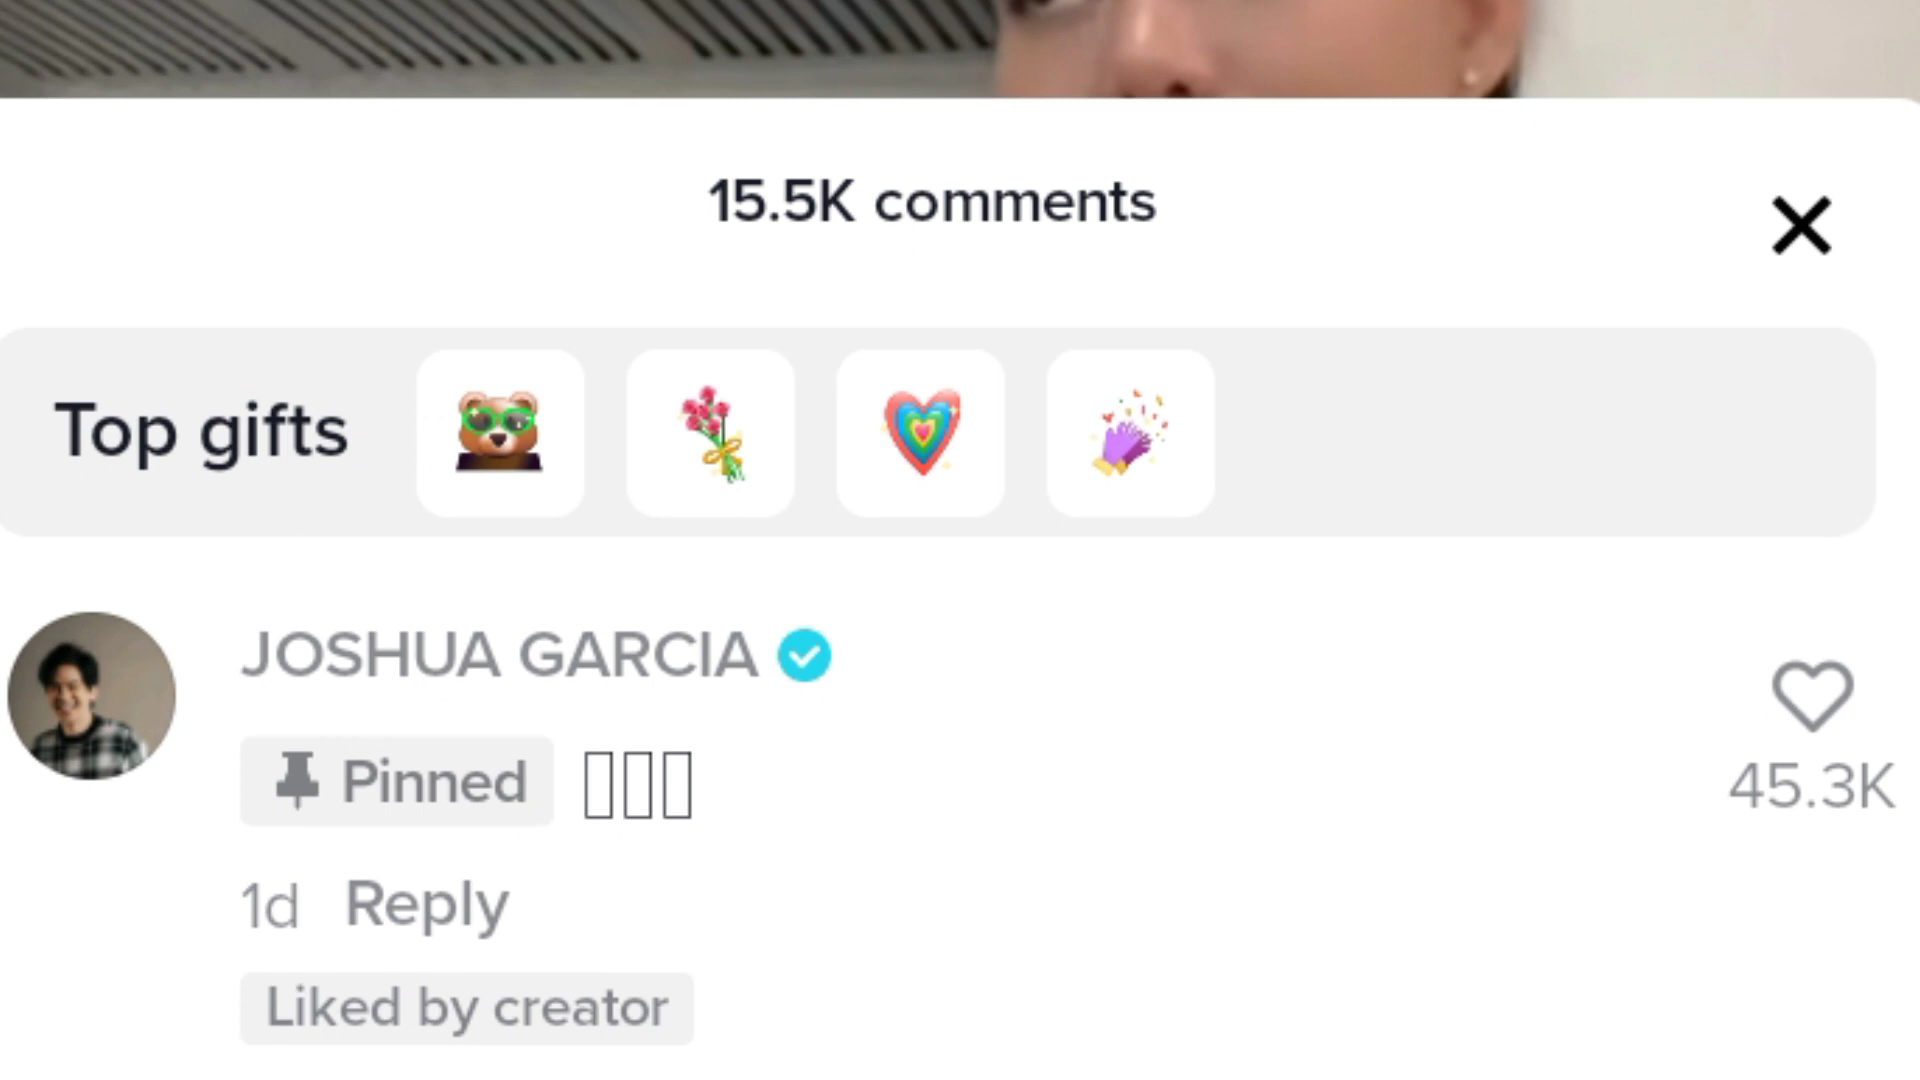 15.5K comments
Top gifts
JOSHUA GARCIA
Pinned
45.3K
1d Reply
Liked by creator